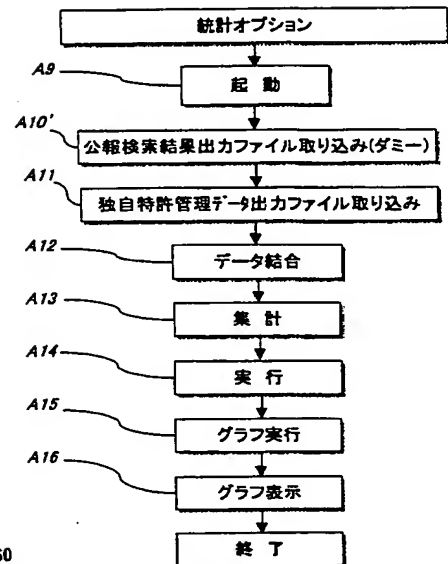 統計オプション
A9
起動
A10'
公報検索結果出力ファイル取り込み(ダミー)
A11
独自特許管理データ出力ファイル取り込み
A12
データ結合
A13
集計
A14
実行
A15
グラフ実行
A16
グラフ表示
終了
60